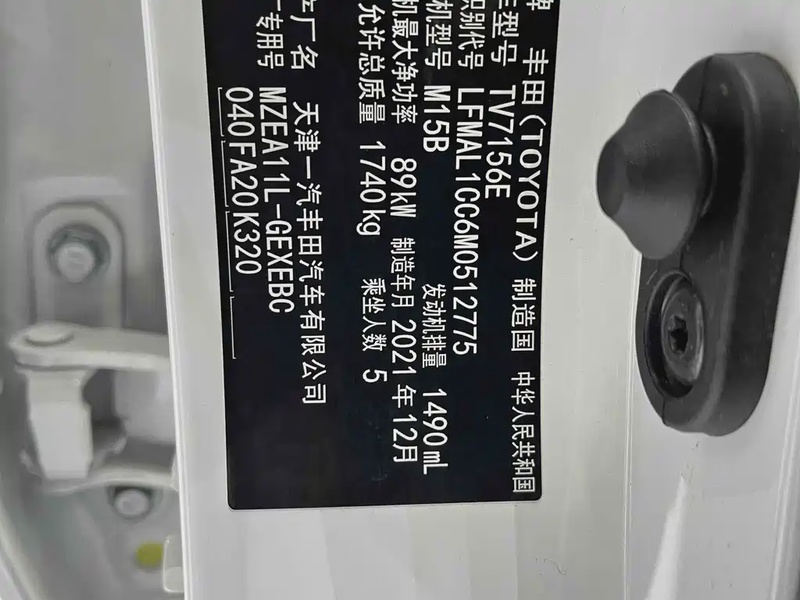 牌 丰田(TOYOTA) 制造国 中华人民共和国
车型号 TV7156E
识别代号 LFMAL1CC6M0512775
机型号 M15B 发动机排量 1490 mL
机最大净功率 89kW 制造年月 2021 年 12月
允许总质量 1740kg 乘坐人数 5
产厂名 天津一汽丰田汽车有限公司
专用号 MZEA11L-GEXEBC
040FA20K320